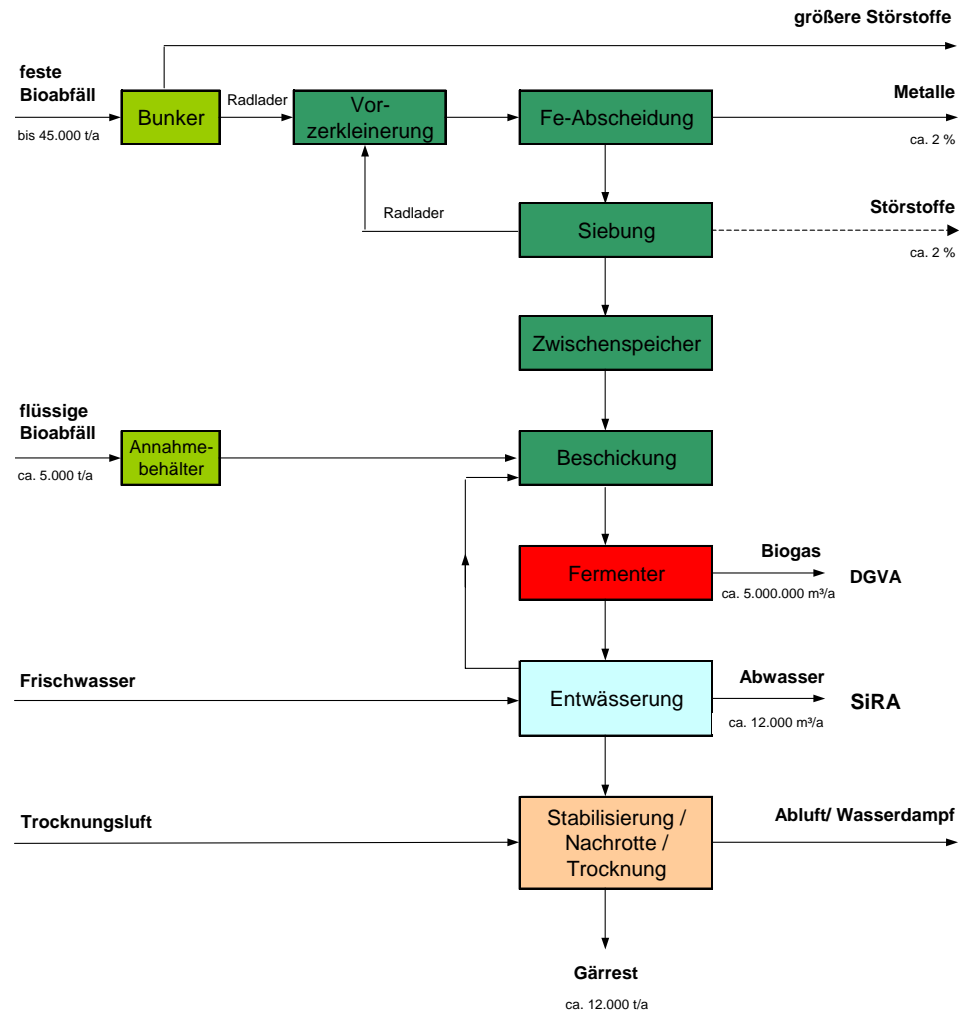 größere Störstoffe
feste
Bioabfäll
bis 45.000 t/a
Bunker
Radlader
Vor-
zerkleinerung
Fe-Abscheidung
Metalle
ca. 2 %
Radlader
Siebung
Störstoffe
ca. 2 %
Zwischenspeicher
flüssige
Bioabfäll
ca. 5.000 t/a
Annahme-
behälter
Beschickung
Fermenter
Biogas
ca. 5.000.000 m³/a
DGVA
Frischwasser
Entwässerung
Abwasser
ca. 12.000 m³/a
SiRA
Trocknungsluft
Stabilisierung /
Nachrotte /
Trocknung
Abluft/ Wasserdampf
Gärrest
ca. 12.000 t/a